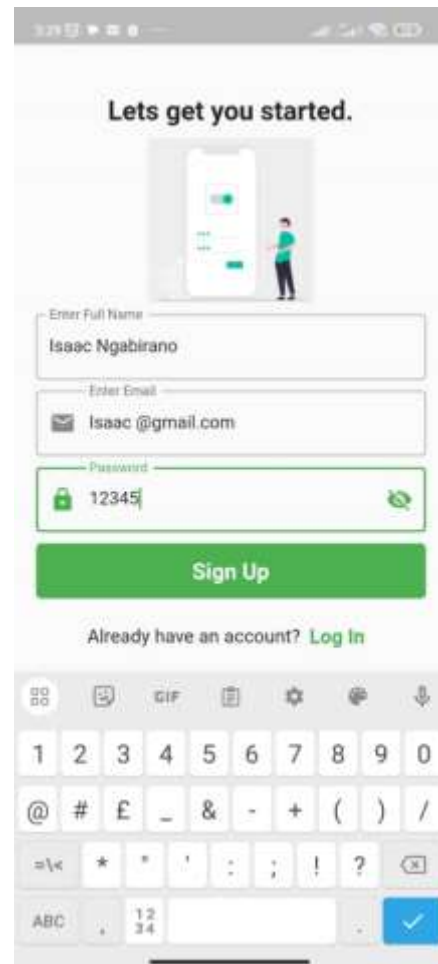 3:29
Lets get you started.
Enter Full Name
Isaac Ngabirano
Enter Email
Isaac @gmail.com
Password
12345
Sign Up
Already have an account? Log In
GIF
1 2 3 4 5 6 7 8 9 0
@ # £ _ & - + ( ) /
=\< * " ' : ; ! ?
ABC , 12 34 .